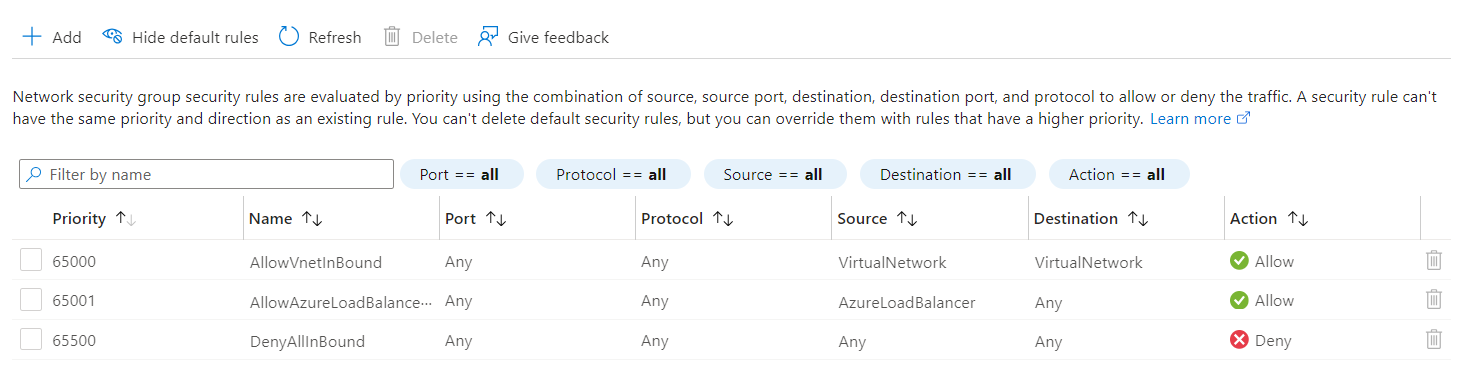 Add Hide default rules Refresh Delete Give feedback
Network security group security rules are evaluated by priority using the combination of source, source port, destination, destination port, and protocol to allow or deny the traffic. A security rule can't
have the same priority and direction as an existing rule. You can't delete default security rules, but you can override them with rules that have a higher priority. Learn more
Filter by name Port == all Protocol == all Source == all Destination == all Action == all
Priority Name Port Protocol Source Destination Action
65000 AllowVnetInBound Any Any VirtualNetwork VirtualNetwork Allow
65001 AllowAzureLoadBalance··· Any Any AzureLoadBalancer Any Allow
65500 DenyAllInBound Any Any Any Any Deny